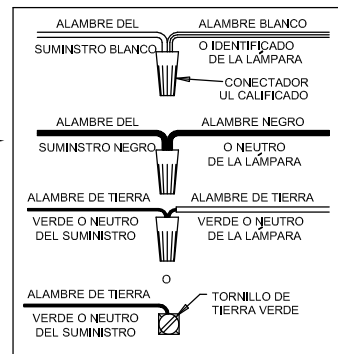 ALAMBRE DEL
SUMINISTRO BLANCO
ALAMBRE BLANCO
O IDENTIFICADO
DE LA LÁMPARA
CONECTADOR
UL CALIFICADO
ALAMBRE DEL
SUMINISTRO NEGRO
ALAMBRE NEGRO
O NEUTRO
DE LA LÁMPARA
ALAMBRE DE TIERRA
VERDE O NEUTRO
DEL SUMINISTRO
ALAMBRE DE TIERRA
VERDE O NEUTRO
DE LA LÁMPARA
O
ALAMBRE DE TIERRA
VERDE O NEUTRO
DEL SUMINISTRO
TORNILLO DE
TIERRA VERDE